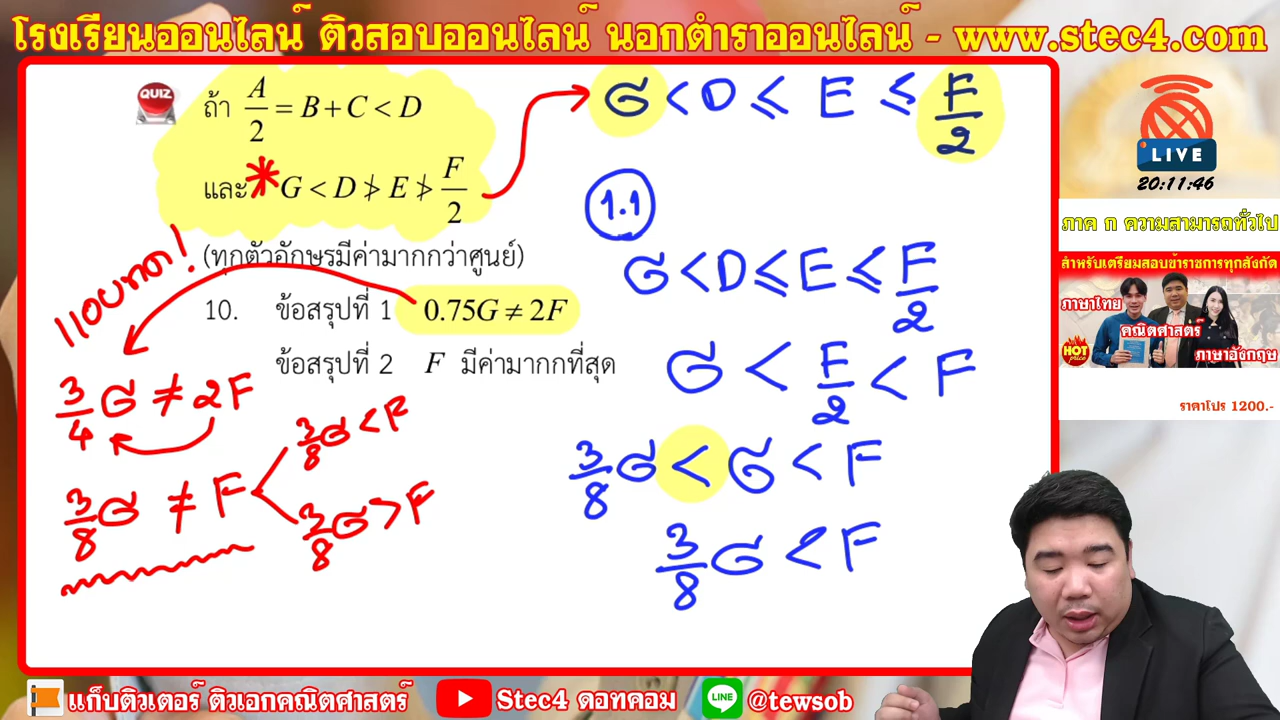 โรงเรียนออนไลน์ ติวสอบออนไลน์ นอกตำราออนไลน์ - www.stec4.com
QUIZ
ถ้า A/2 = B + C < D
และ * G < D ≯ E ≯ F/2
(ทุกตัวอักษรมีค่ามากกว่าศูนย์)
10. ข้อสรุปที่ 1 0.75G ≠ 2F
ข้อสรุปที่ 2 F มีค่ามากที่สุด
3/4 G ≠ 2F
3/8 G ≠ F
3/8 G < F
3/8 G > F
G < D ≤ E ≤ F/2
1.1
G < D ≤ E ≤ F/2
G < F/2 < F
3/8 G < G < F
3/8 G < F
LIVE
20:11:46
ภาค ก ความสามารถทั่วไป
สำหรับเตรียมสอบข้าราชการทุกสังกัด
ภาษาไทย
คณิตศาสตร์
ภาษาอังกฤษ
HOT
price
ราคาโปร 1200.-
แก็บติวเตอร์ ติวเอกคณิตศาสตร์
Stec4 ดอทคอม
LINE
@tewsob